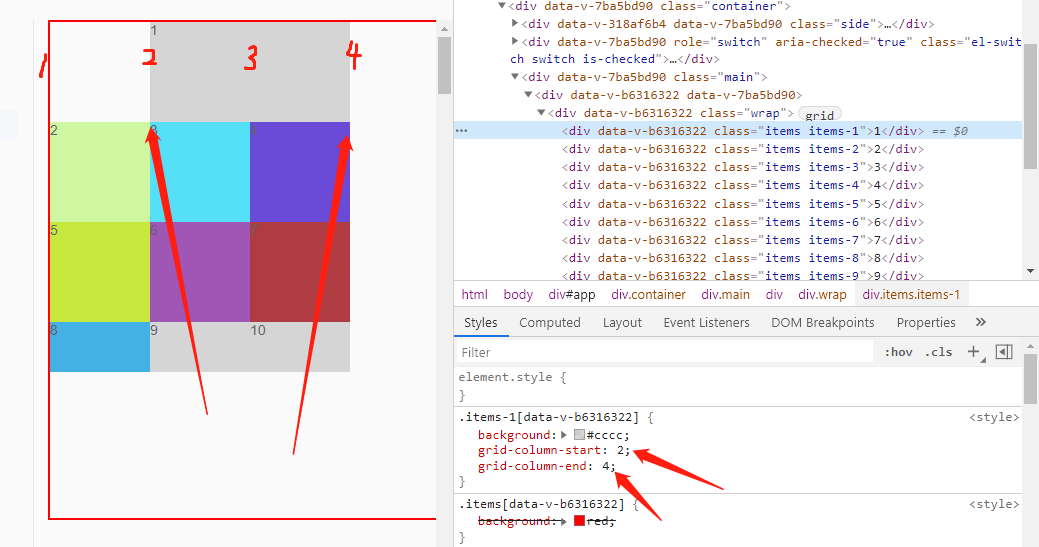 1
1
2
3
4
2
3
4
5
6
7
8
9
10
<div data-v-7ba5bd90 class="container">
<div data-v-318af6b4 data-v-7ba5bd90 class="side">…</div>
<div data-v-7ba5bd90 role="switch" aria-checked="true" class="el-swit
ch switch is-checked">…</div>
<div data-v-7ba5bd90 class="main">
<div data-v-b6316322 data-v-7ba5bd90>
<div data-v-b6316322 class="wrap"> grid
… <div data-v-b6316322 class="items items-1">1</div> == $0
<div data-v-b6316322 class="items items-2">2</div>
<div data-v-b6316322 class="items items-3">3</div>
<div data-v-b6316322 class="items items-4">4</div>
<div data-v-b6316322 class="items items-5">5</div>
<div data-v-b6316322 class="items items-6">6</div>
<div data-v-b6316322 class="items items-7">7</div>
<div data-v-b6316322 class="items items-8">8</div>
<div data-v-b6316322 class="items items-9">9</div>
html body div#app div.container div.main div div.wrap div.items.items-1
Styles Computed Layout Event Listeners DOM Breakpoints Properties »
Filter :hov .cls +
element.style {
}
.items-1[data-v-b6316322] { <style>
background: #cccc;
grid-column-start: 2;
grid-column-end: 4;
}
.items[data-v-b6316322] { <style>
background: red;
}